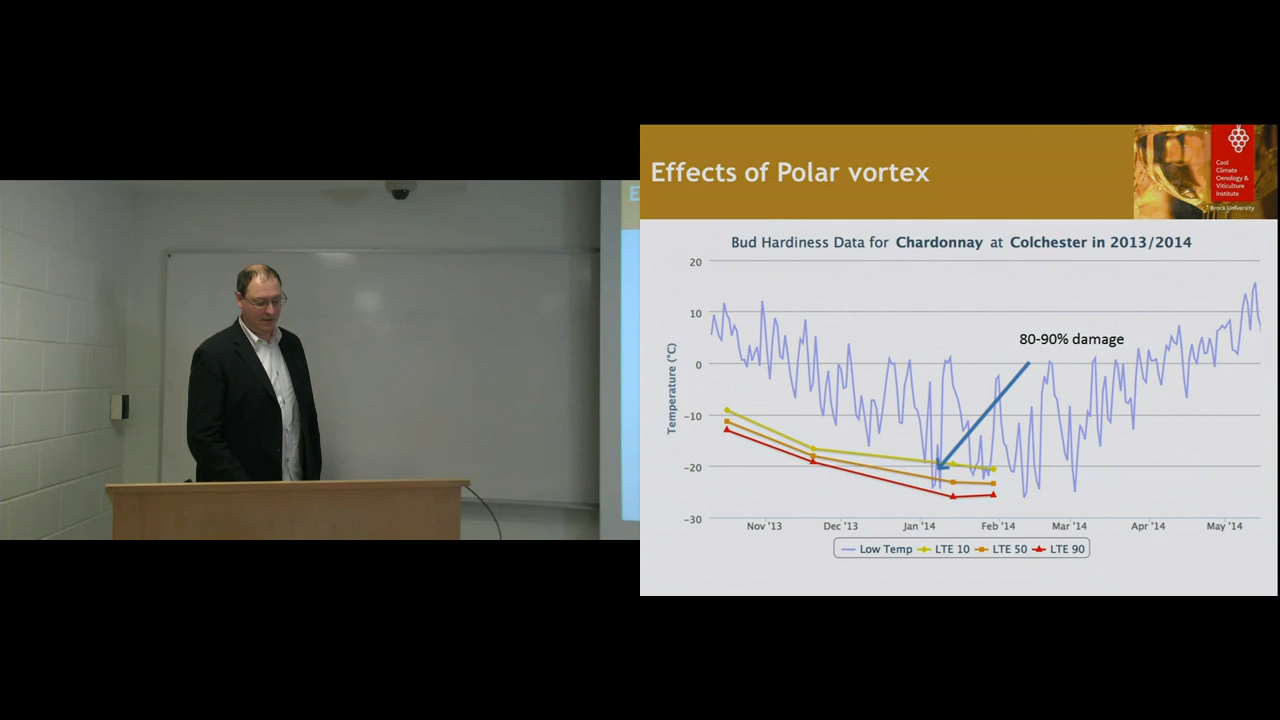 Effects of Polar vortex
Cool
Climate
Oenology &
Viticulture
Institute
Brock University
Bud Hardiness Data for Chardonnay at Colchester in 2013/2014
20
10
0
-10
-20
-30
Temperature (°C)
80-90% damage
Nov '13 Dec '13 Jan '14 Feb '14 Mar '14 Apr '14 May '14
Low Temp LTE 10 LTE 50 LTE 90
E